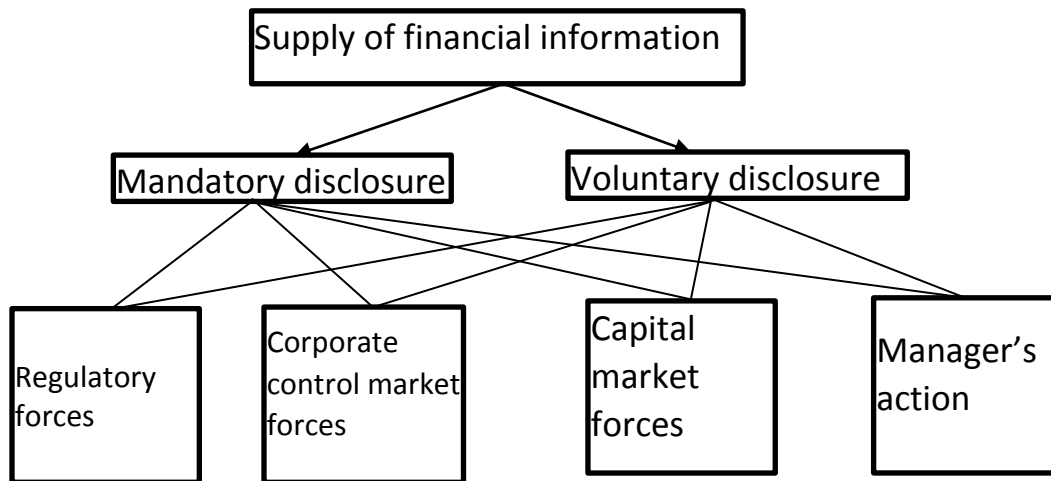 Supply of financial information
Mandatory disclosure
Voluntary disclosure
Regulatory
forces
Corporate
control market
forces
Capital
market
forces
Manager’s
action